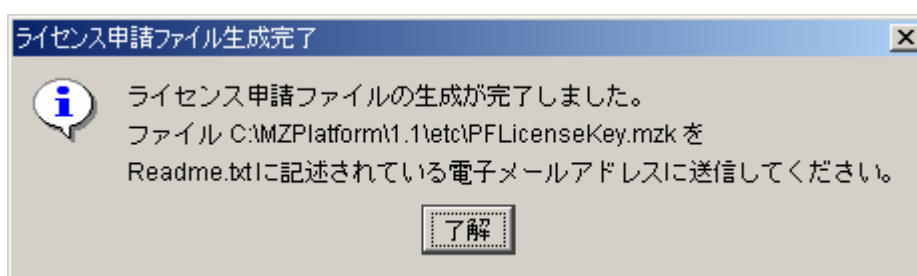 ライセンス申請ファイル生成完了
ライセンス申請ファイルの生成が完了しました。
ファイル C:\MZPlatform\1.1\etc\PFLicenseKey.mzk を
Readme.txtに記述されている電子メールアドレスに送信してください。
了解